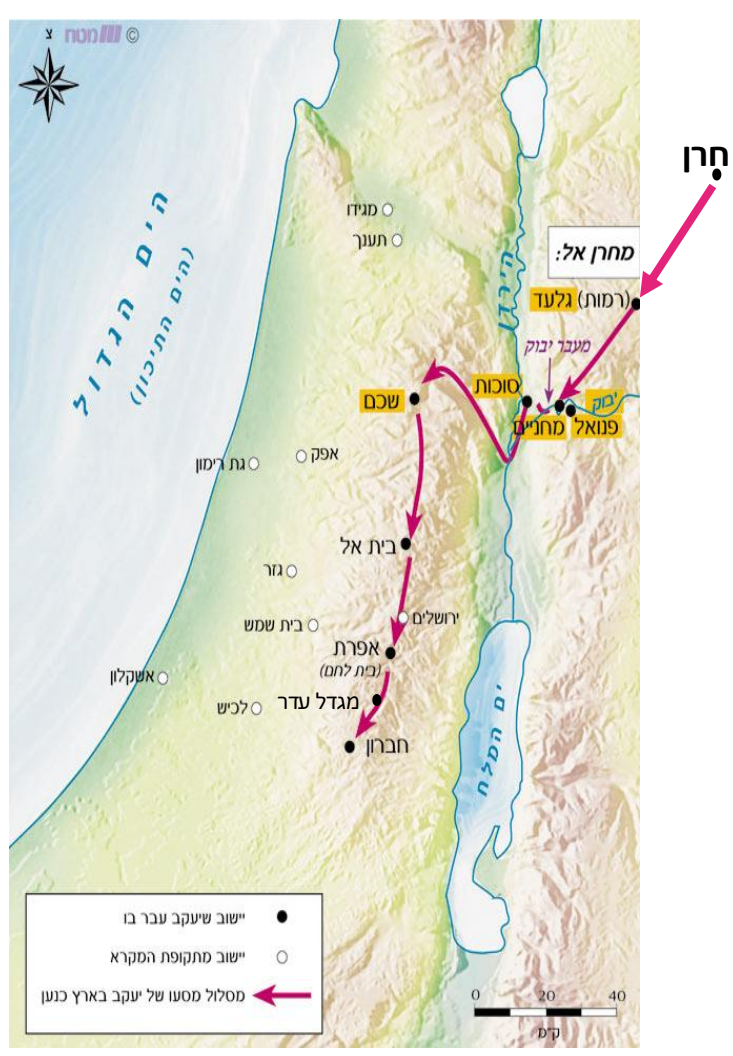 © מטח
צ
חרן
הים הגדול
(הים התיכון)
מגידו
תענך
הירדן
מחרן אל:
(רמות) גלעד
מעבר יבוק
סוכות
יבוק
מחניים
פנואל
שכם
אפק
גת רימון
בית אל
גזר
ירושלים
בית שמש
אפרת
(בית לחם)
אשקלון
מגדל עדר
לכיש
חברון
ים המלח
יישוב שיעקב עבר בו
יישוב מתקופת המקרא
מסלול מסעו של יעקב בארץ כנען
0 20 40
ק״מ